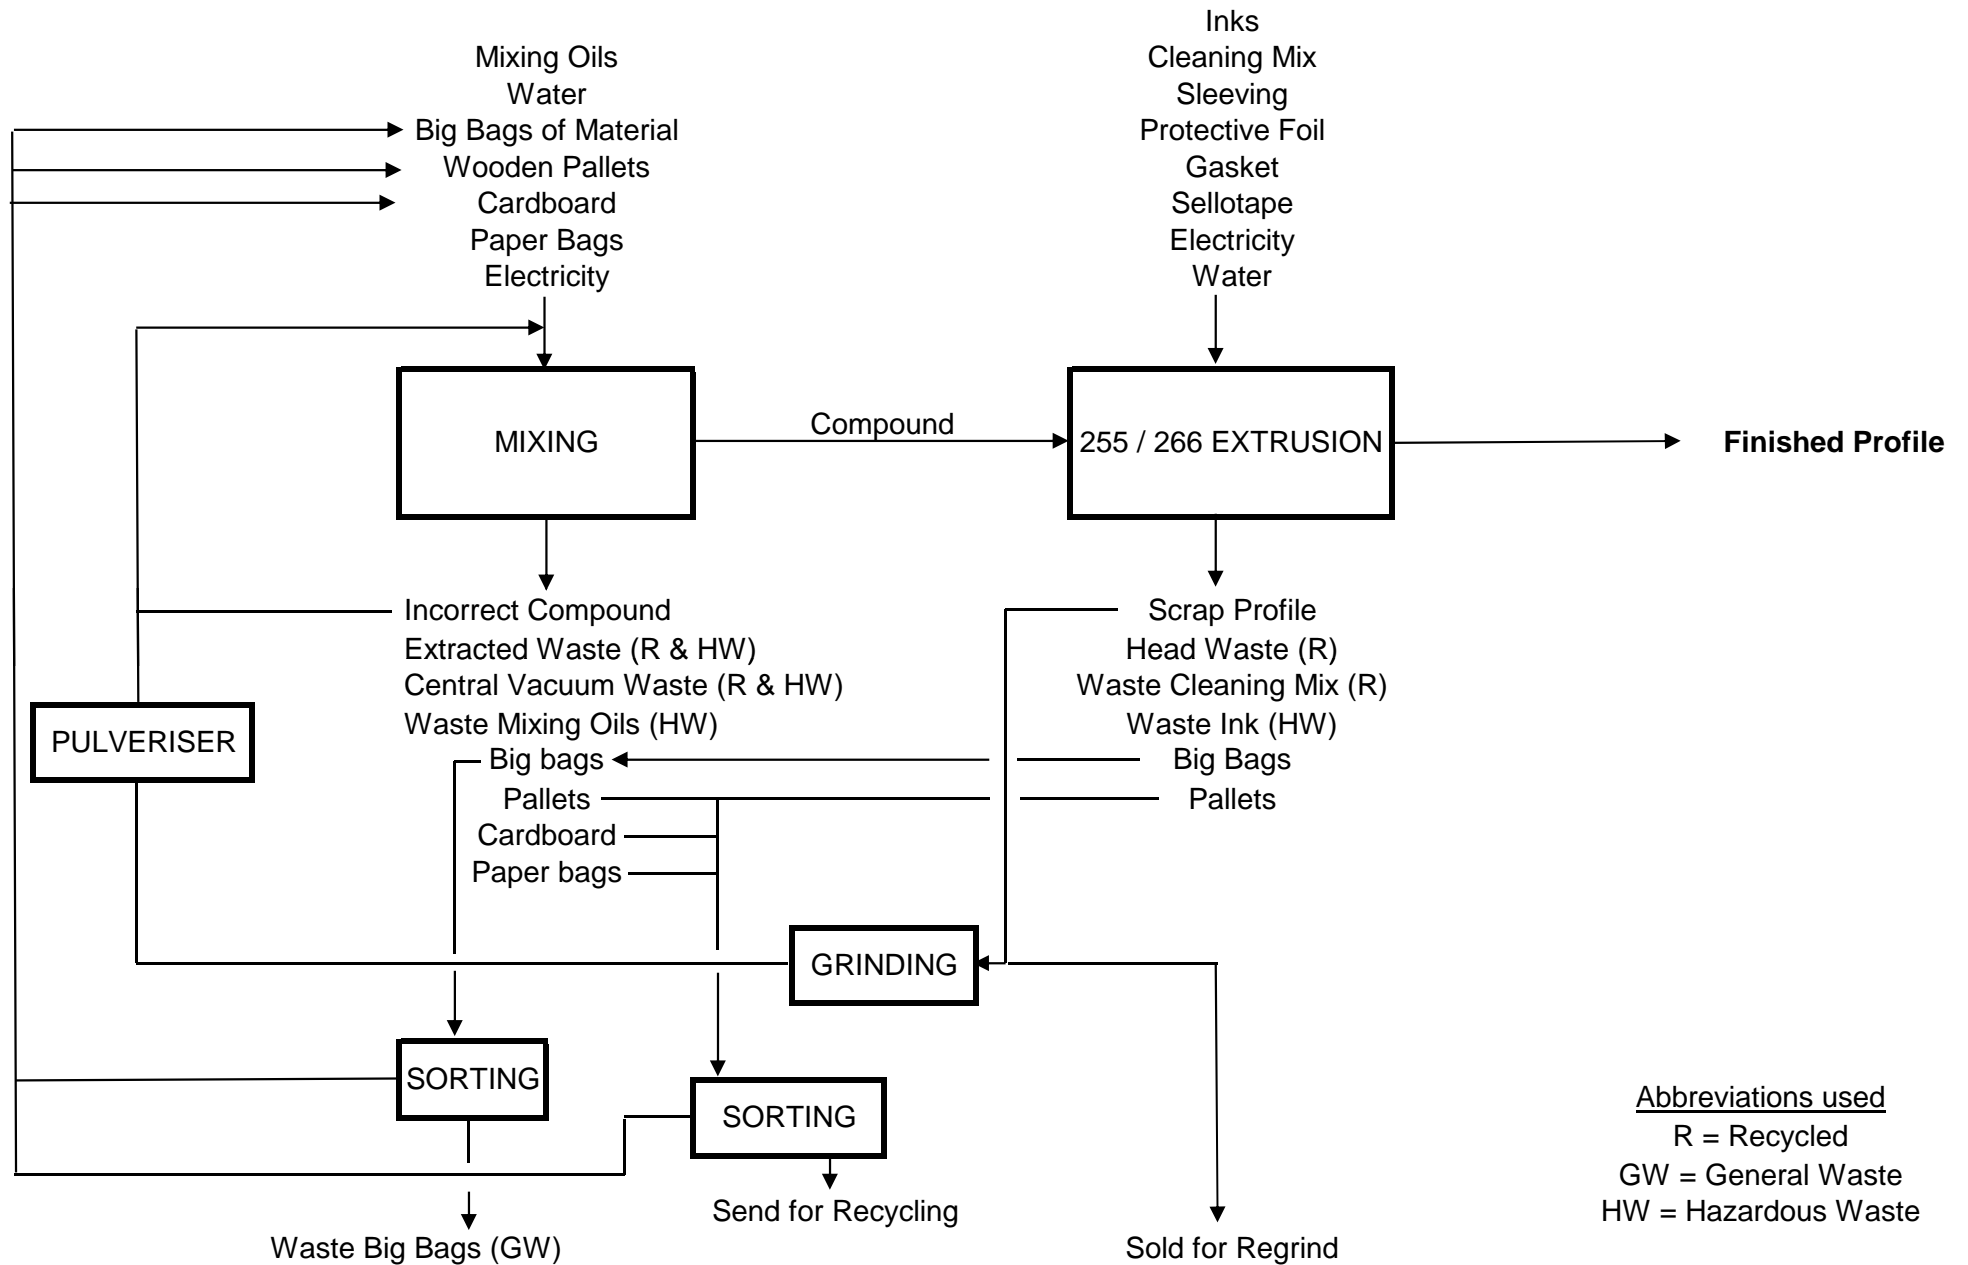 Mixing Oils
Water
Big Bags of Material
Wooden Pallets
Cardboard
Paper Bags
Electricity
Inks
Cleaning Mix
Sleeving
Protective Foil
Gasket
Sellotape
Electricity
Water
MIXING
Compound
255 / 266 EXTRUSION
Finished Profile
Incorrect Compound
Extracted Waste (R & HW)
Central Vacuum Waste (R & HW)
Waste Mixing Oils (HW)
Big bags
Pallets
Cardboard
Paper bags
Scrap Profile
Head Waste (R)
Waste Cleaning Mix (R)
Waste Ink (HW)
Big Bags
Pallets
PULVERISER
GRINDING
SORTING
SORTING
Waste Big Bags (GW)
Send for Recycling
Sold for Regrind
Abbreviations used
R = Recycled
GW = General Waste
HW = Hazardous Waste